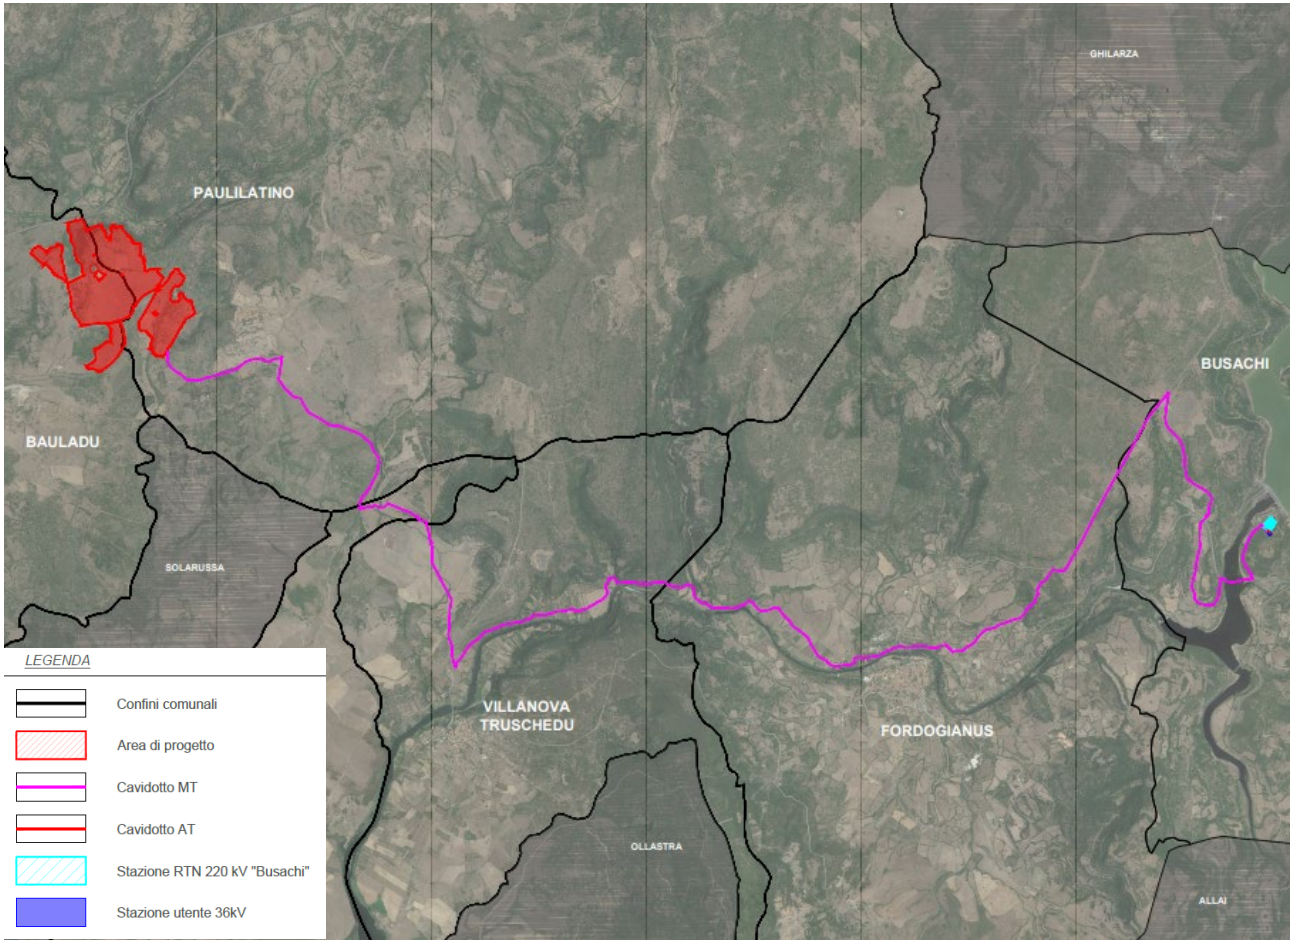 GHILARZA
PAULILATINO
BUSACHI
BAULADU
SOLARUSSA
VILLANOVA
TRUSCHEDU
FORDOGIANUS
OLLASTRA
ALLAI
LEGENDA
Confini comunali
Area di progetto
Cavidotto MT
Cavidotto AT
Stazione RTN 220 kV "Busachi"
Stazione utente 36kV